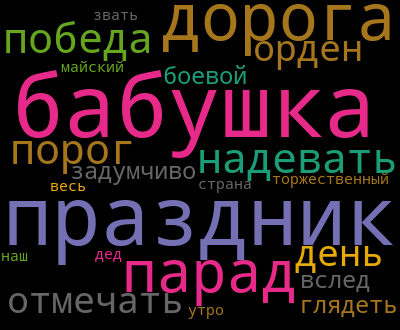 звать
дорога
победа
орден
майский
боевой
бабушка
порог
надевать
задумчиво
торжественный
весь
страна
праздник
день
наш
дед
парад
вслед
отмечать
утро
глядеть